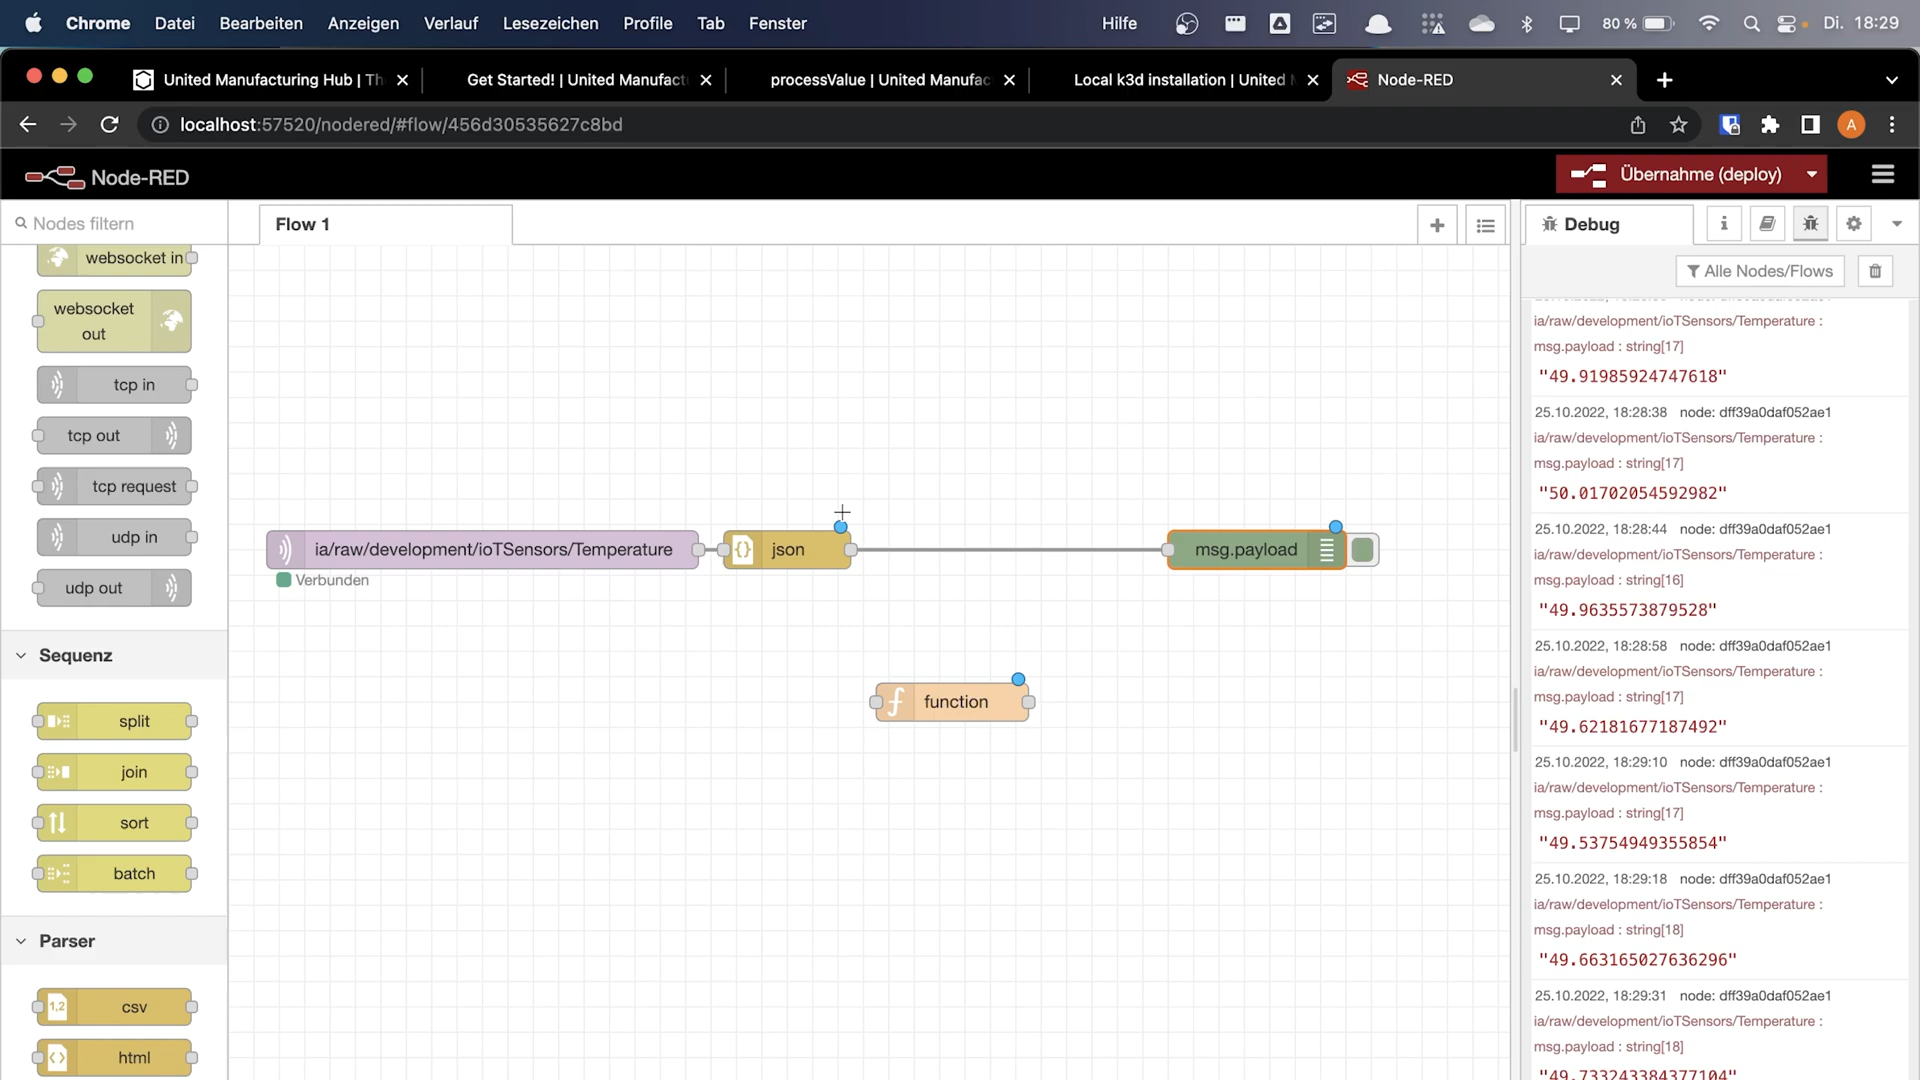 Chrome Datei Bearbeiten Anzeigen Verlauf Lesezeichen Profile Tab Fenster Hilfe 80 % Di. 18:29
United Manufacturing Hub | Th
Get Started! | United Manufact
processValue | United Manufac
Local k3d installation | United
Node-RED
localhost:57520/nodered/#flow/456d30535627c8bd
A
Node-RED
Übernahme (deploy)
Nodes filtern
Flow 1
Debug
i
Alle Nodes/Flows
websocket in
websocket
out
tcp in
tcp out
tcp request
udp in
udp out
Sequenz
split
join
sort
batch
Parser
1,2
csv
html
ia/raw/development/ioTSensors/Temperature
Verbunden
json
msg.payload
function
ia/raw/development/ioTSensors/Temperature :
msg.payload : string[17]
"49.91985924747618"
25.10.2022, 18:28:38 node: dff39a0daf052ae1
ia/raw/development/ioTSensors/Temperature :
msg.payload : string[17]
"50.01702054592982"
25.10.2022, 18:28:44 node: dff39a0daf052ae1
ia/raw/development/ioTSensors/Temperature :
msg.payload : string[16]
"49.9635573879528"
25.10.2022, 18:28:58 node: dff39a0daf052ae1
ia/raw/development/ioTSensors/Temperature :
msg.payload : string[17]
"49.62181677187492"
25.10.2022, 18:29:10 node: dff39a0daf052ae1
ia/raw/development/ioTSensors/Temperature :
msg.payload : string[17]
"49.53754949355854"
25.10.2022, 18:29:18 node: dff39a0daf052ae1
ia/raw/development/ioTSensors/Temperature :
msg.payload : string[18]
"49.663165027636296"
25.10.2022, 18:29:31 node: dff39a0daf052ae1
ia/raw/development/ioTSensors/Temperature :
msg.payload : string[18]
"49.733243384377104"